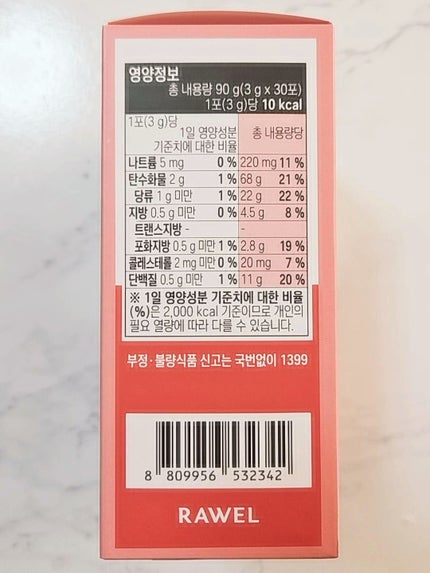 영양정보
총 내용량 90 g(3 g x 30포)
1포(3 g)당 10 kcal
1포(3 g)당
1일 영양성분
기준치에 대한 비율
총 내용량당
나트륨 5 mg 0 % 220 mg 11 %
탄수화물 2 g 1 % 68 g 21 %
당류 1 g 미만 1 % 22 g 22 %
지방 0.5 g 미만 0 % 4.5 g 8 %
트랜스지방 - -
포화지방 0.5 g 미만 1 % 2.8 g 19 %
콜레스테롤 2 mg 미만 0 % 20 mg 7 %
단백질 0.5 g 미만 1 % 11 g 20 %
※ 1일 영양성분 기준치에 대한 비율
(%)은 2,000 kcal 기준이므로 개인의
필요 열량에 따라 다를 수 있습니다.
부정·불량식품 신고는 국번없이 1399
8 809956 532342
RAWEL